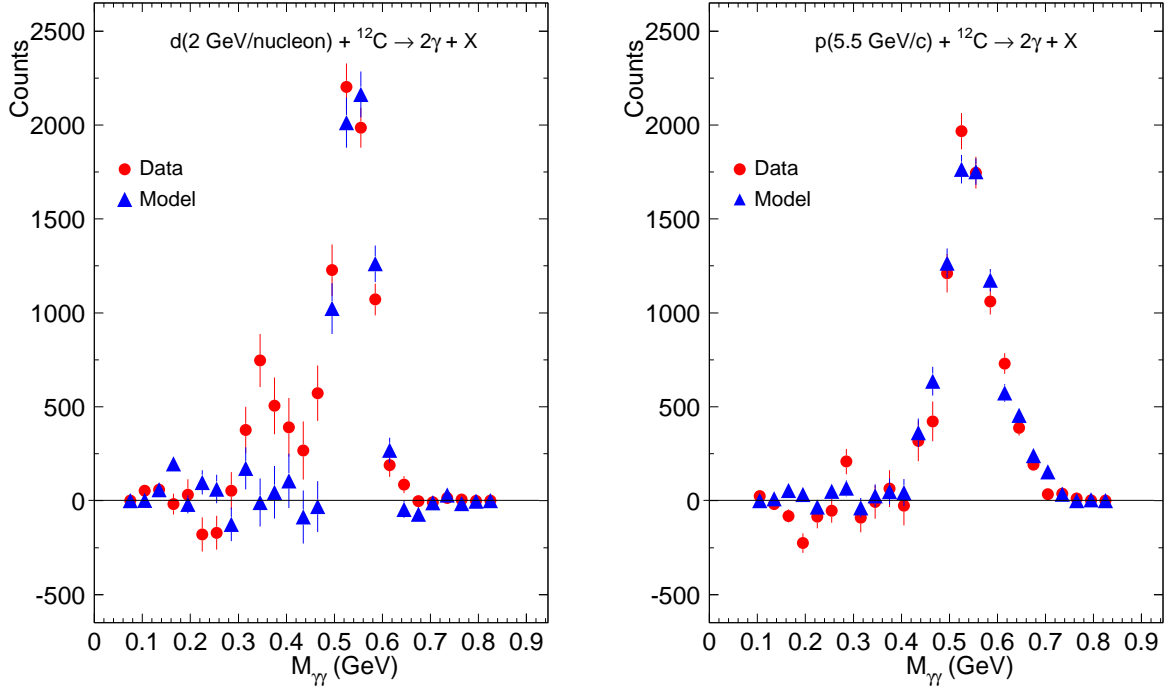 d(2 GeV/nucleon) + ¹²C → 2γ + X
Counts
2500
2000
1500
1000
500
0
-500
Data
Model
0 0.1 0.2 0.3 0.4 0.5 0.6 0.7 0.8 0.9
M_γγ (GeV)
p(5.5 GeV/c) + ¹²C → 2γ + X
Counts
2500
2000
1500
1000
500
0
-500
Data
Model
0 0.1 0.2 0.3 0.4 0.5 0.6 0.7 0.8 0.9
M_γγ (GeV)